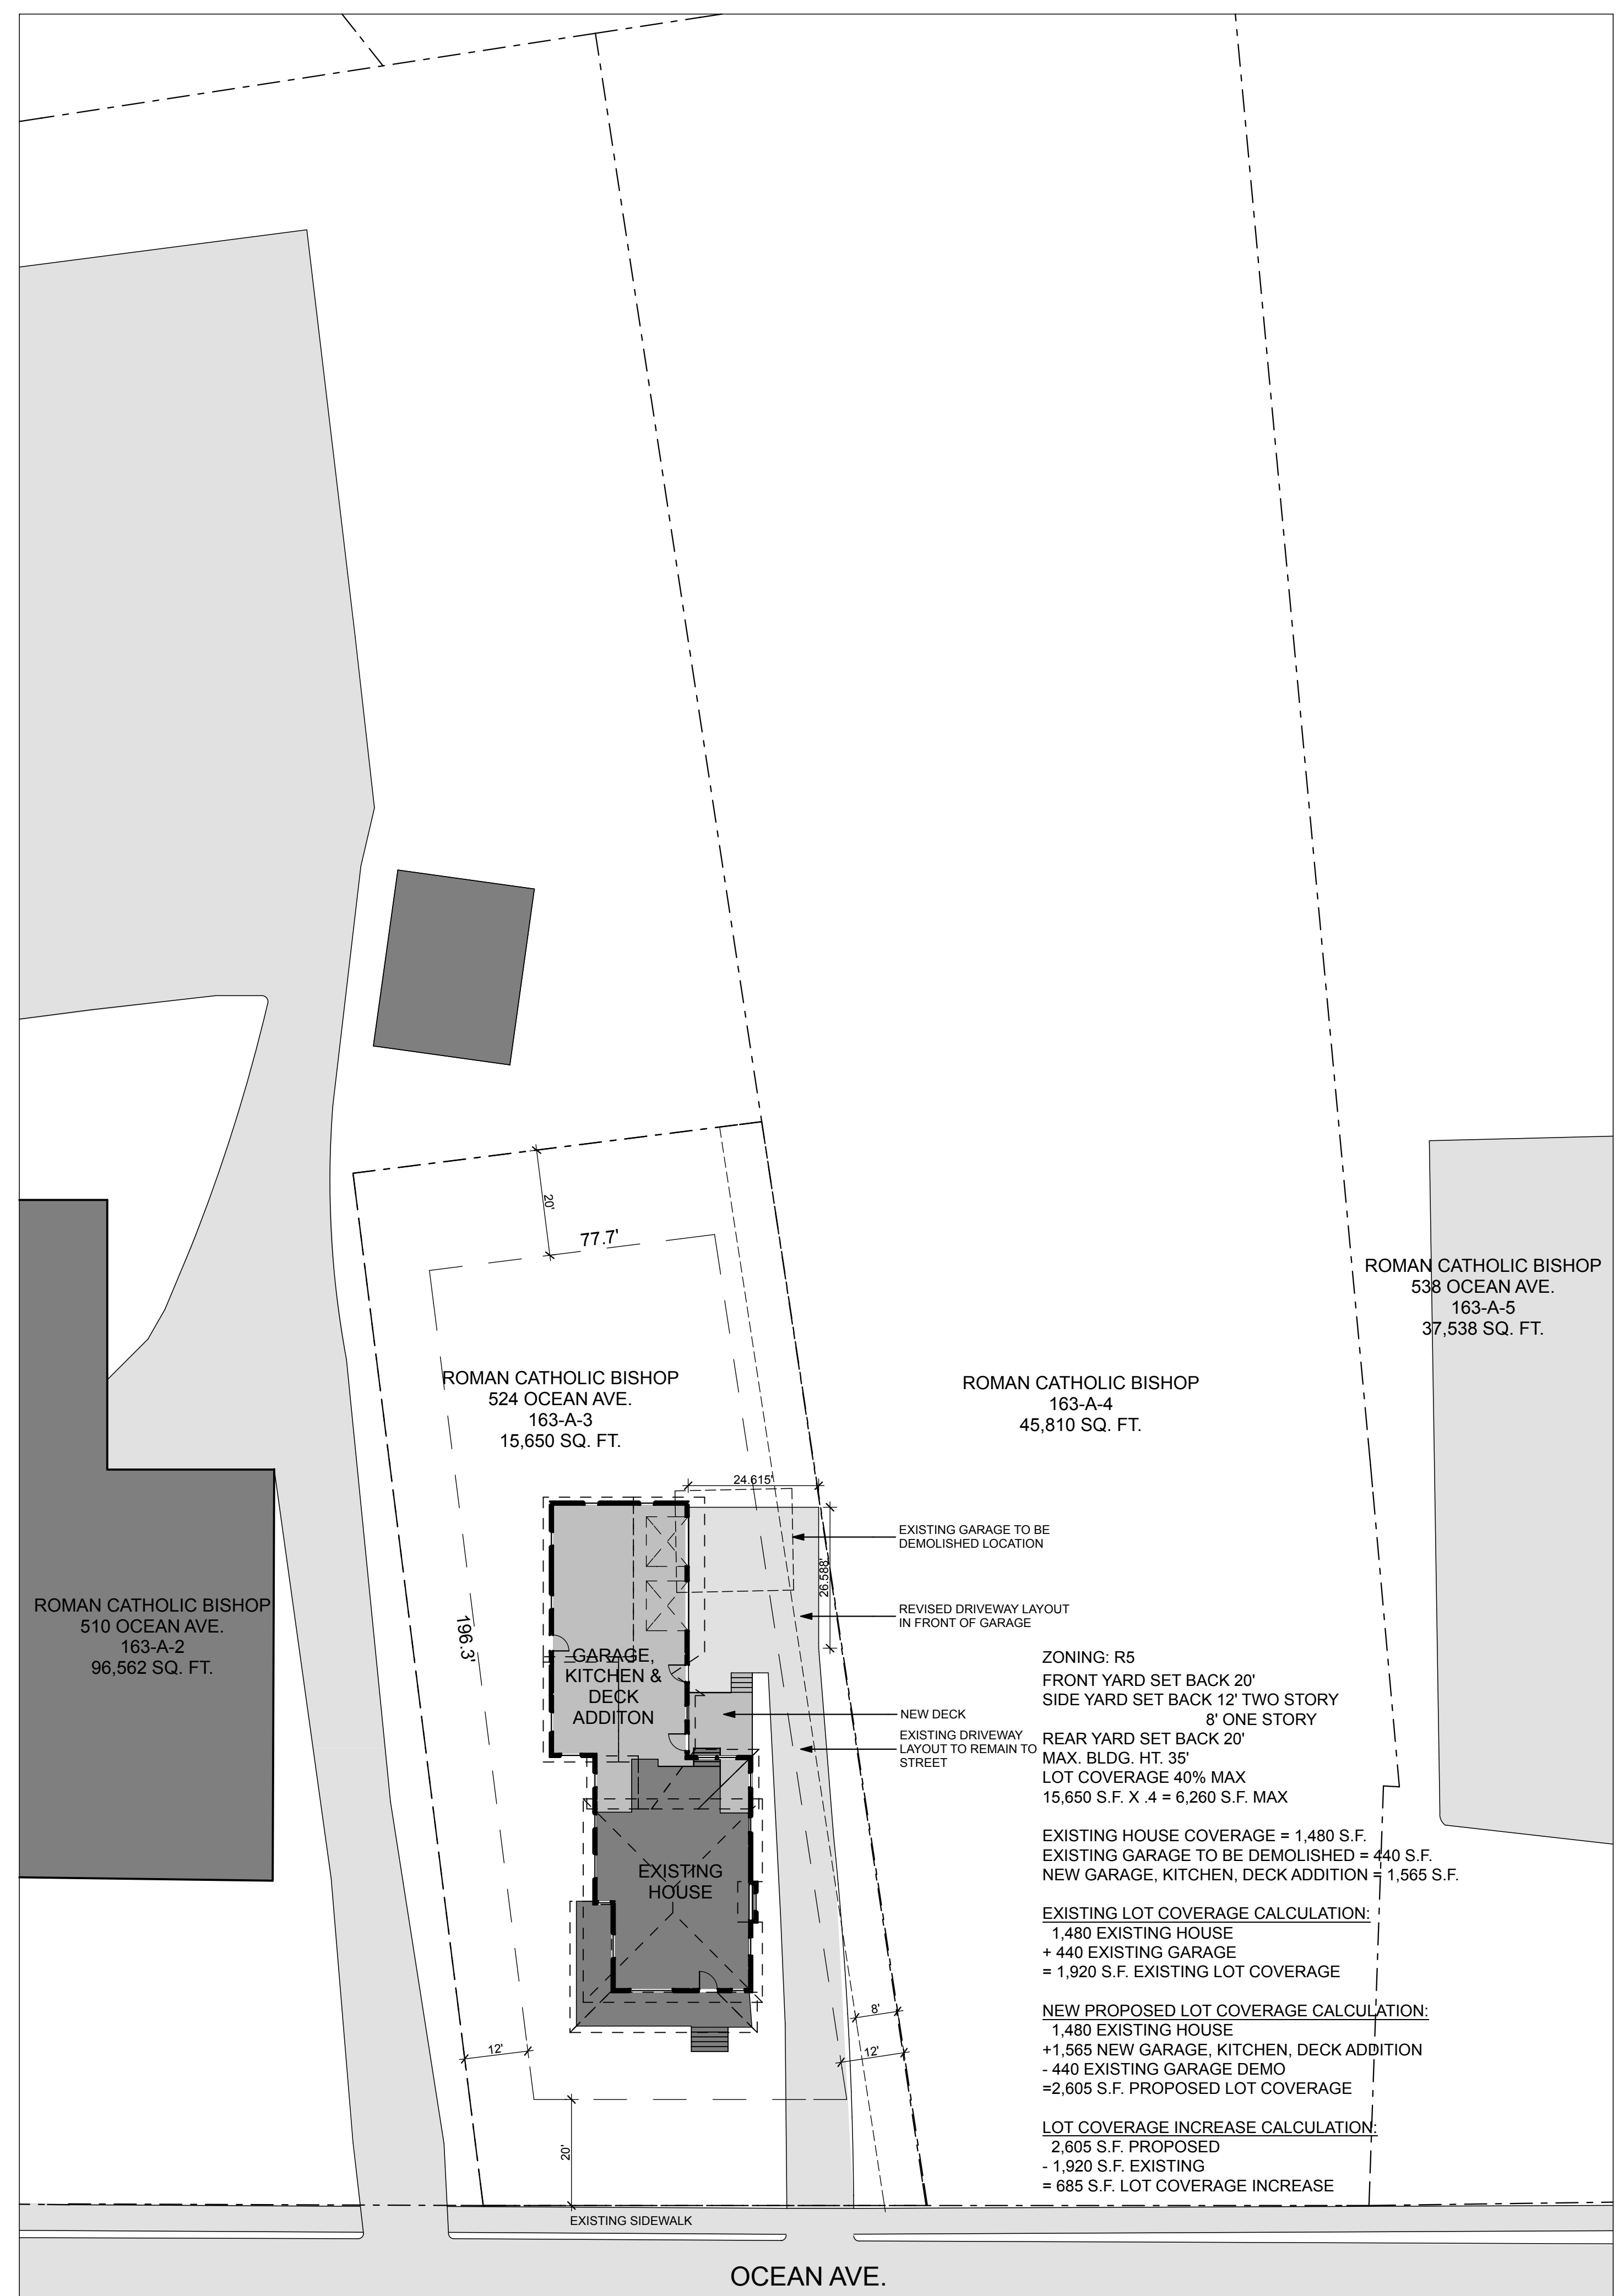 20'
77.7'
ROMAN CATHOLIC BISHOP
538 OCEAN AVE.
163-A-5
37,538 SQ. FT.
ROMAN CATHOLIC BISHOP
524 OCEAN AVE.
163-A-3
15,650 SQ. FT.
ROMAN CATHOLIC BISHOP
163-A-4
45,810 SQ. FT.
24.615'
EXISTING GARAGE TO BE
DEMOLISHED LOCATION
26.588'
REVISED DRIVEWAY LAYOUT
IN FRONT OF GARAGE
ROMAN CATHOLIC BISHOP
510 OCEAN AVE.
163-A-2
96,562 SQ. FT.
196.3'
GARAGE,
KITCHEN &
DECK
ADDITON
NEW DECK
EXISTING DRIVEWAY
LAYOUT TO REMAIN TO
STREET
ZONING: R5
FRONT YARD SET BACK 20'
SIDE YARD SET BACK 12' TWO STORY
8' ONE STORY
REAR YARD SET BACK 20'
MAX. BLDG. HT. 35'
LOT COVERAGE 40% MAX
15,650 S.F. X .4 = 6,260 S.F. MAX
EXISTING HOUSE COVERAGE = 1,480 S.F.
EXISTING GARAGE TO BE DEMOLISHED = 440 S.F.
NEW GARAGE, KITCHEN, DECK ADDITION = 1,565 S.F.
EXISTING
HOUSE
EXISTING LOT COVERAGE CALCULATION:
1,480 EXISTING HOUSE
+ 440 EXISTING GARAGE
= 1,920 S.F. EXISTING LOT COVERAGE
NEW PROPOSED LOT COVERAGE CALCULATION:
1,480 EXISTING HOUSE
+1,565 NEW GARAGE, KITCHEN, DECK ADDITION
- 440 EXISTING GARAGE DEMO
=2,605 S.F. PROPOSED LOT COVERAGE
LOT COVERAGE INCREASE CALCULATION:
2,605 S.F. PROPOSED
- 1,920 S.F. EXISTING
= 685 S.F. LOT COVERAGE INCREASE
8'
12'
12'
20'
EXISTING SIDEWALK
OCEAN AVE.